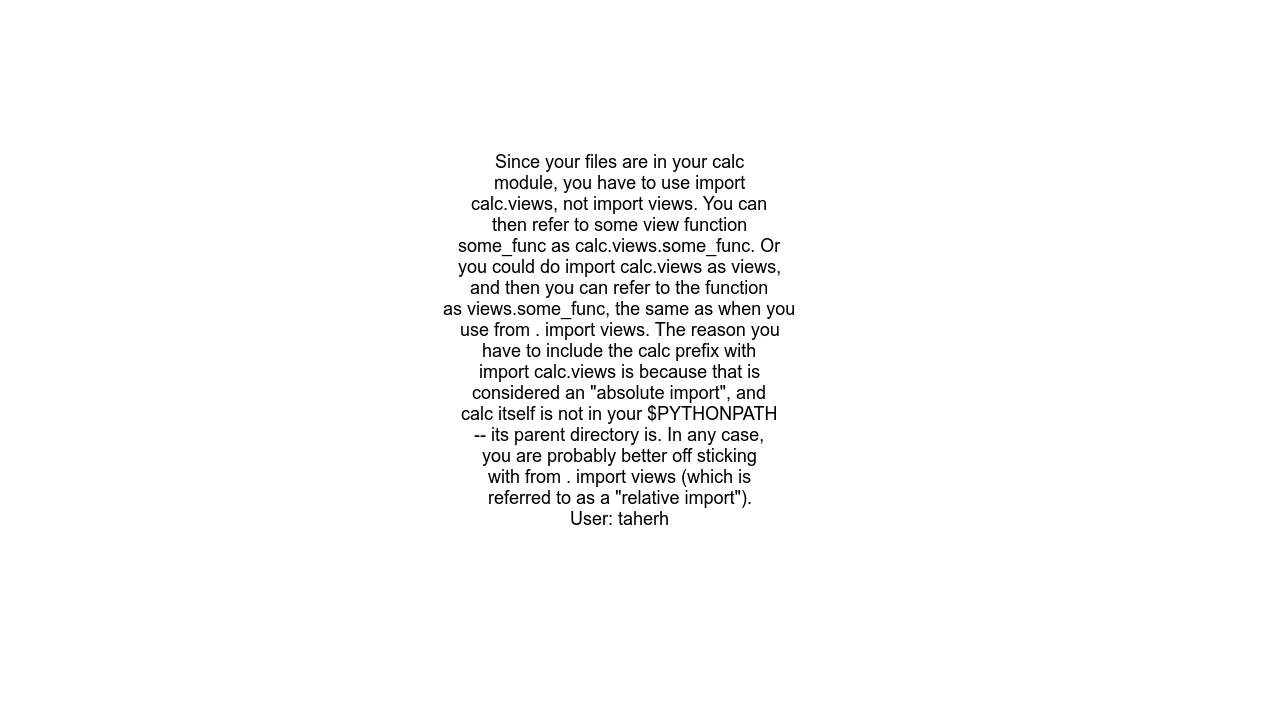 Since your files are in your calc
module, you have to use import
calc.views, not import views. You can
then refer to some view function
some_func as calc.views.some_func. Or
you could do import calc.views as views,
and then you can refer to the function
as views.some_func, the same as when you
use from . import views. The reason you
have to include the calc prefix with
import calc.views is because that is
considered an "absolute import", and
calc itself is not in your $PYTHONPATH
-- its parent directory is. In any case,
you are probably better off sticking
with from . import views (which is
referred to as a "relative import").
User: taherh